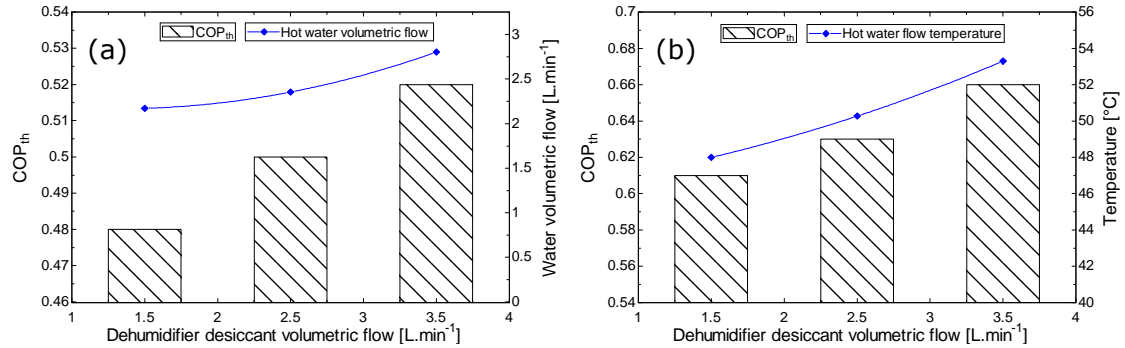 (a)
COPth
Hot water volumetric flow
0.54
0.53
0.52
0.51
0.5
0.49
0.48
0.47
0.46
COPth
3
2.5
2
1.5
1
0.5
0
Water volumetric flow [L.min-1]
1 1.5 2 2.5 3 3.5 4
Dehumidifier desiccant volumetric flow [L.min-1]
(b)
COPth
Hot water flow temperature
0.7
0.68
0.66
0.64
0.62
0.6
0.58
0.56
0.54
COPth
56
54
52
50
48
46
44
42
40
Temperature [°C]
1 1.5 2 2.5 3 3.5 4
Dehumidifier desiccant volumetric flow [L.min-1]